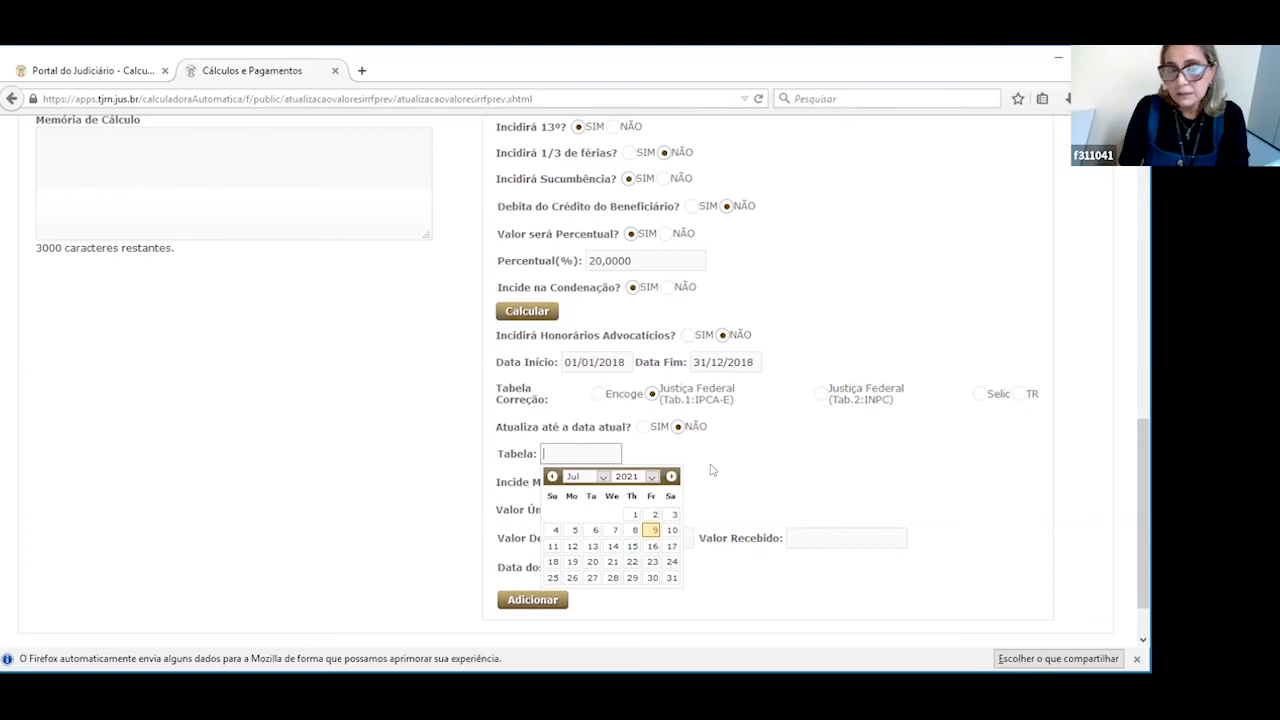 Portal do Judiciário - Calcu... × Cálculos e Pagamentos × +
https://apps.tjrn.jus.br/calculadoraAutomatica/f/public/atualizacaovaloresirrfprev/atualizacaovaloresirrfprev.xhtml Pesquisar
f311041
Memória de Cálculo
3000 caracteres restantes.
Incidirá 13º? SIM NÃO
Incidirá 1/3 de férias? SIM NÃO
Incidirá Sucumbência? SIM NÃO
Debita do Crédito do Beneficiário? SIM NÃO
Valor será Percentual? SIM NÃO
Percentual(%): 20,0000
Incide na Condenação? SIM NÃO
Calcular
Incidirá Honorários Advocatícios? SIM NÃO
Data Início: 01/01/2018 Data Fim: 31/12/2018
Tabela Correção: Encoge Justiça Federal (Tab.1:IPCA-E) Justiça Federal (Tab.2:INPC) Selic TR
Atualiza até a data atual? SIM NÃO
Tabela:
Jul 2021
Su Mo Tu We Th Fr Sa
1 2 3
4 5 6 7 8 9 10
11 12 13 14 15 16 17
18 19 20 21 22 23 24
25 26 27 28 29 30 31
Incide M
Valor Ún
Valor De Valor Recebido:
Data dos
Adicionar
O Firefox automaticamente envia alguns dados para a Mozilla de forma que possamos aprimorar sua experiência. Escolher o que compartilhar ×